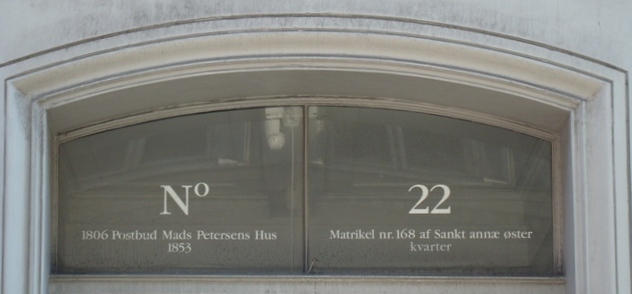 Nº 22
1806 Postbud Mads Petersens Hus
1853
Matrikel nr. 168 af Sankt annæ øster
kvarter